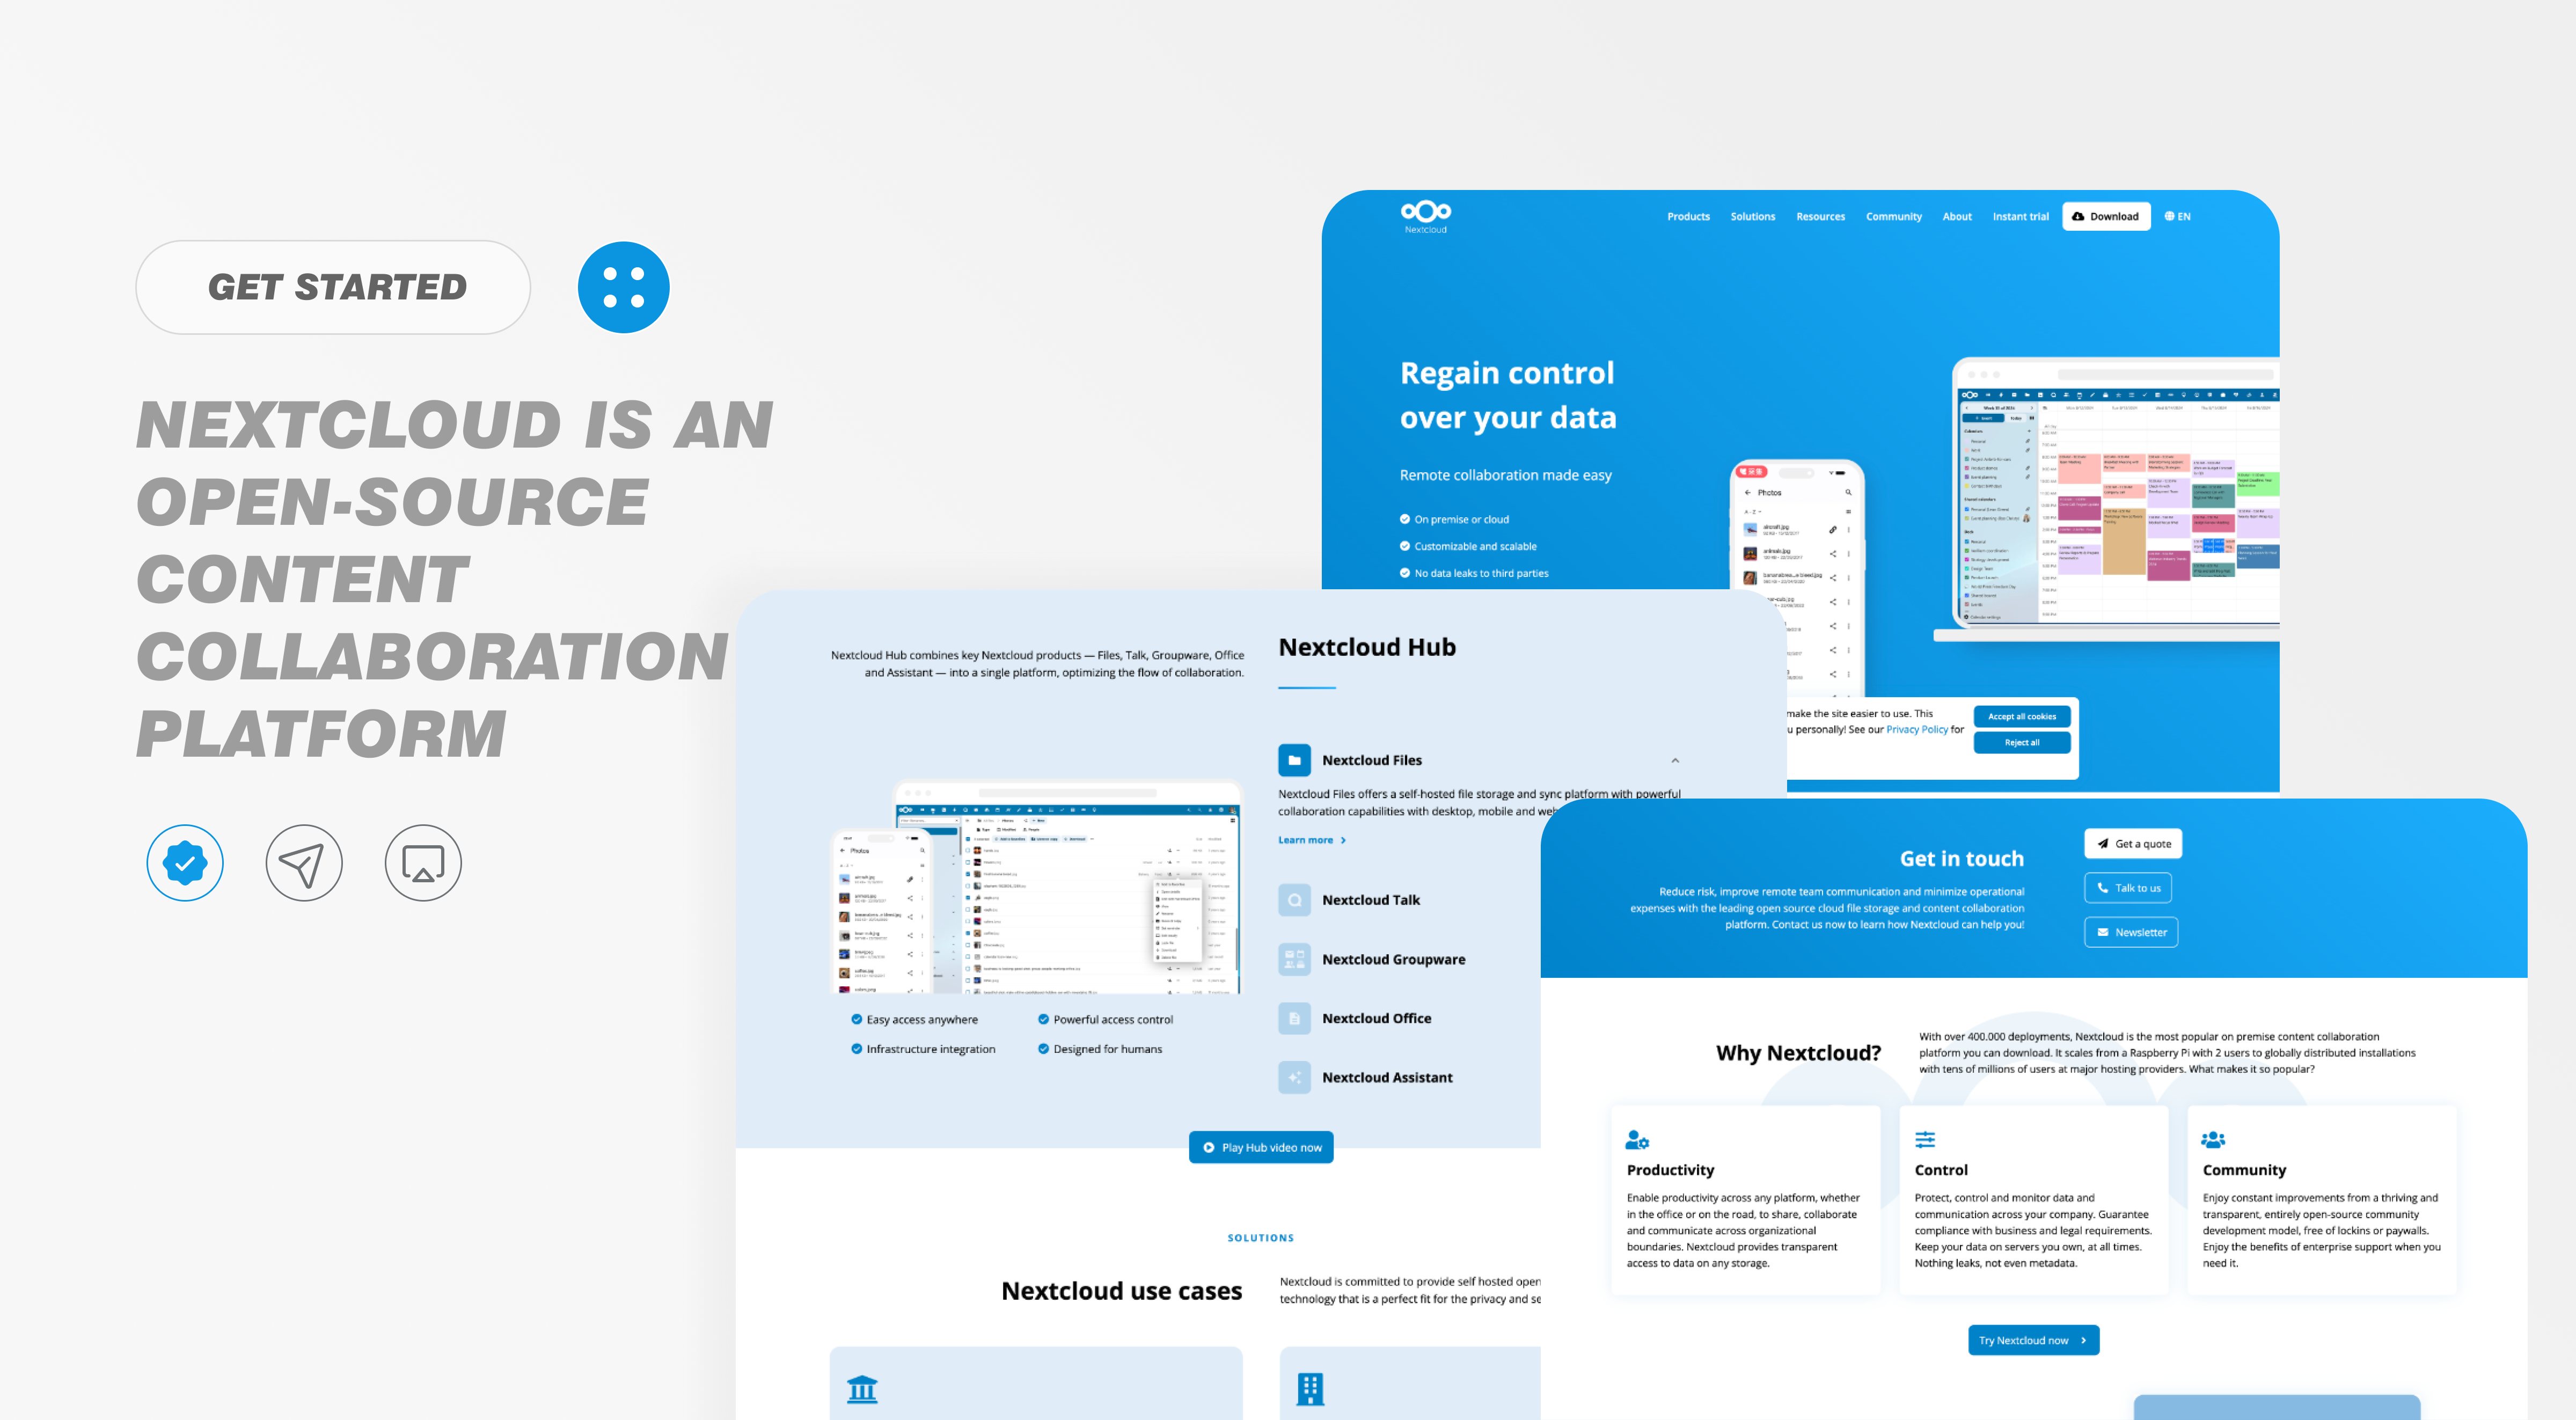 GET STARTED
NEXTCLOUD IS AN
OPEN-SOURCE
CONTENT
COLLABORATION
PLATFORM
Nextcloud
Products
Solutions
Resources
Community
About
Instant trial
Download
EN
Regain control
over your data
Remote collaboration made easy
On premise or cloud
Customizable and scalable
No data leaks to third parties
Photos
A - Z
aircraft.jpg
animals.jpg
make the site easier to use. This
u personally! See our Privacy Policy for
Accept all cookies
Reject all
Nextcloud Hub combines key Nextcloud products — Files, Talk, Groupware, Office
and Assistant — into a single platform, optimizing the flow of collaboration.
Photos
Easy access anywhere
Powerful access control
Infrastructure integration
Designed for humans
Nextcloud Hub
Nextcloud Files
Nextcloud Files offers a self-hosted file storage and sync platform with powerful
collaboration capabilities with desktop, mobile and web
Learn more
Nextcloud Talk
Nextcloud Groupware
Nextcloud Office
Nextcloud Assistant
Play Hub video now
SOLUTIONS
Nextcloud use cases
Nextcloud is committed to provide self hosted open
technology that is a perfect fit for the privacy and se
Get in touch
Reduce risk, improve remote team communication and minimize operational
expenses with the leading open source cloud file storage and content collaboration
platform. Contact us now to learn how Nextcloud can help you!
Get a quote
Talk to us
Newsletter
Why Nextcloud?
With over 400.000 deployments, Nextcloud is the most popular on premise content collaboration
platform you can download. It scales from a Raspberry Pi with 2 users to globally distributed installations
with tens of millions of users at major hosting providers. What makes it so popular?
Productivity
Enable productivity across any platform, whether
in the office or on the road, to share, collaborate
and communicate across organizational
boundaries. Nextcloud provides transparent
access to data on any storage.
Control
Protect, control and monitor data and
communication across your company. Guarantee
compliance with business and legal requirements.
Keep your data on servers you own, at all times.
Nothing leaks, not even metadata.
Community
Enjoy constant improvements from a thriving and
transparent, entirely open-source community
development model, free of lockins or paywalls.
Enjoy the benefits of enterprise support when you
need it.
Try Nextcloud now